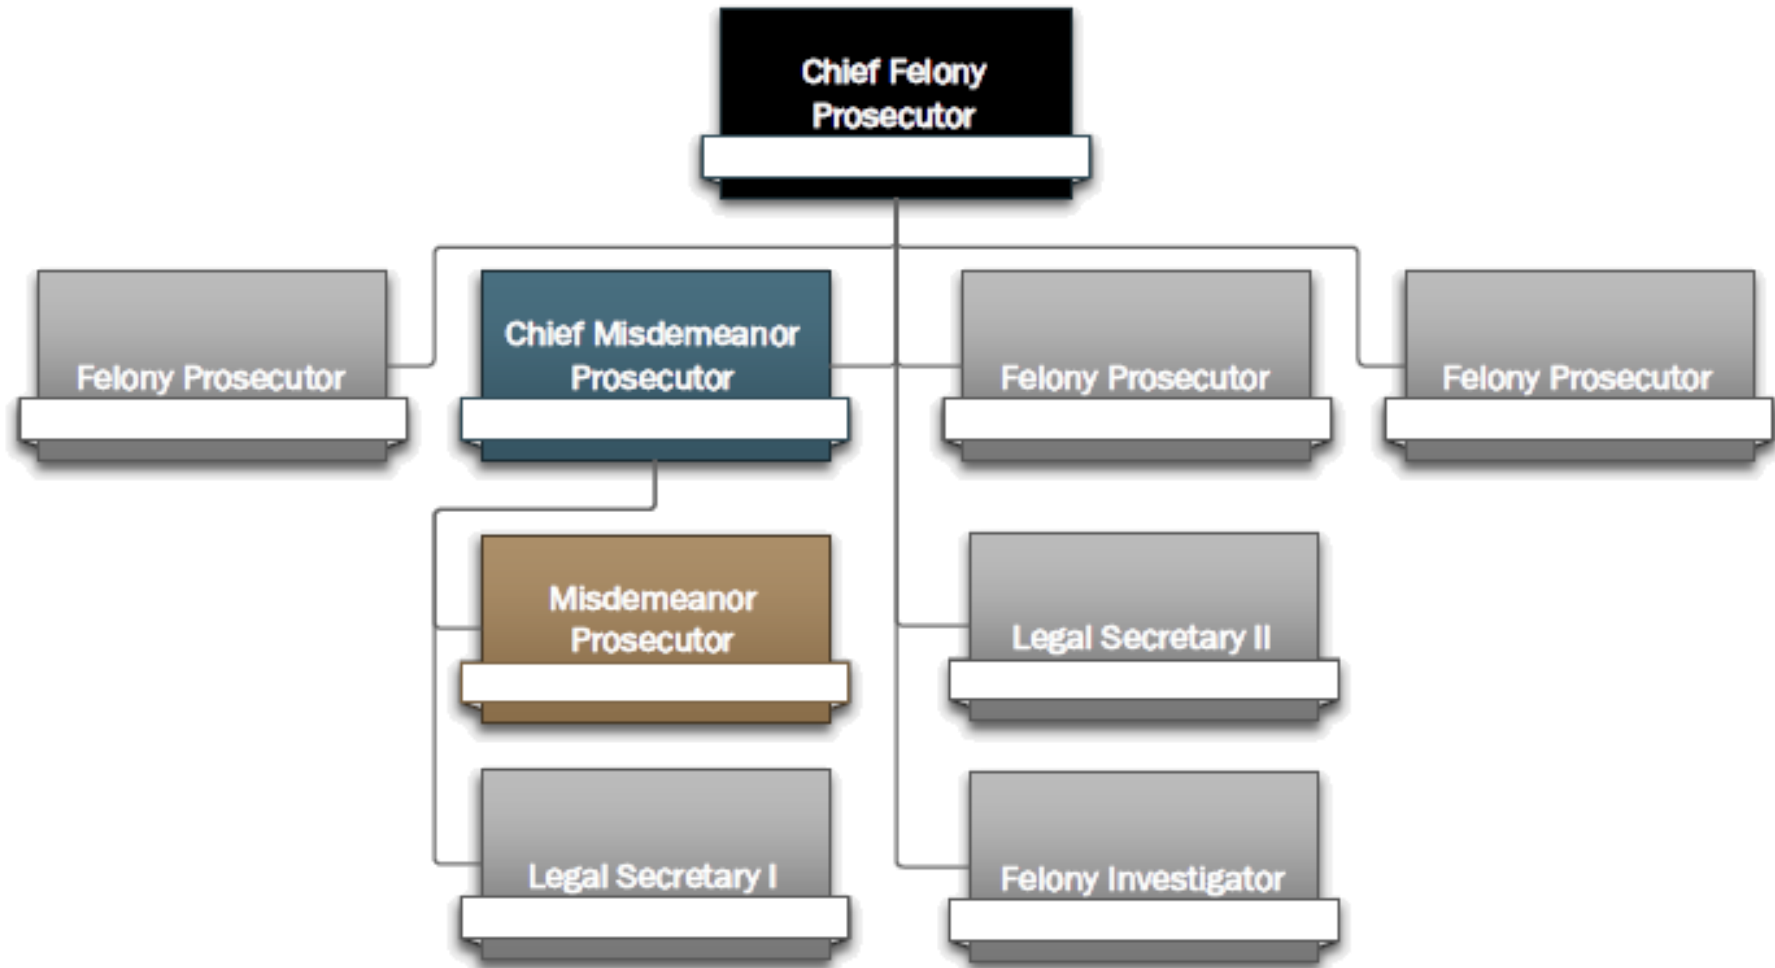 Chief Felony
Prosecutor
Felony Prosecutor
Chief Misdemeanor
Prosecutor
Felony Prosecutor
Felony Prosecutor
Misdemeanor
Prosecutor
Legal Secretary II
Legal Secretary I
Felony Investigator